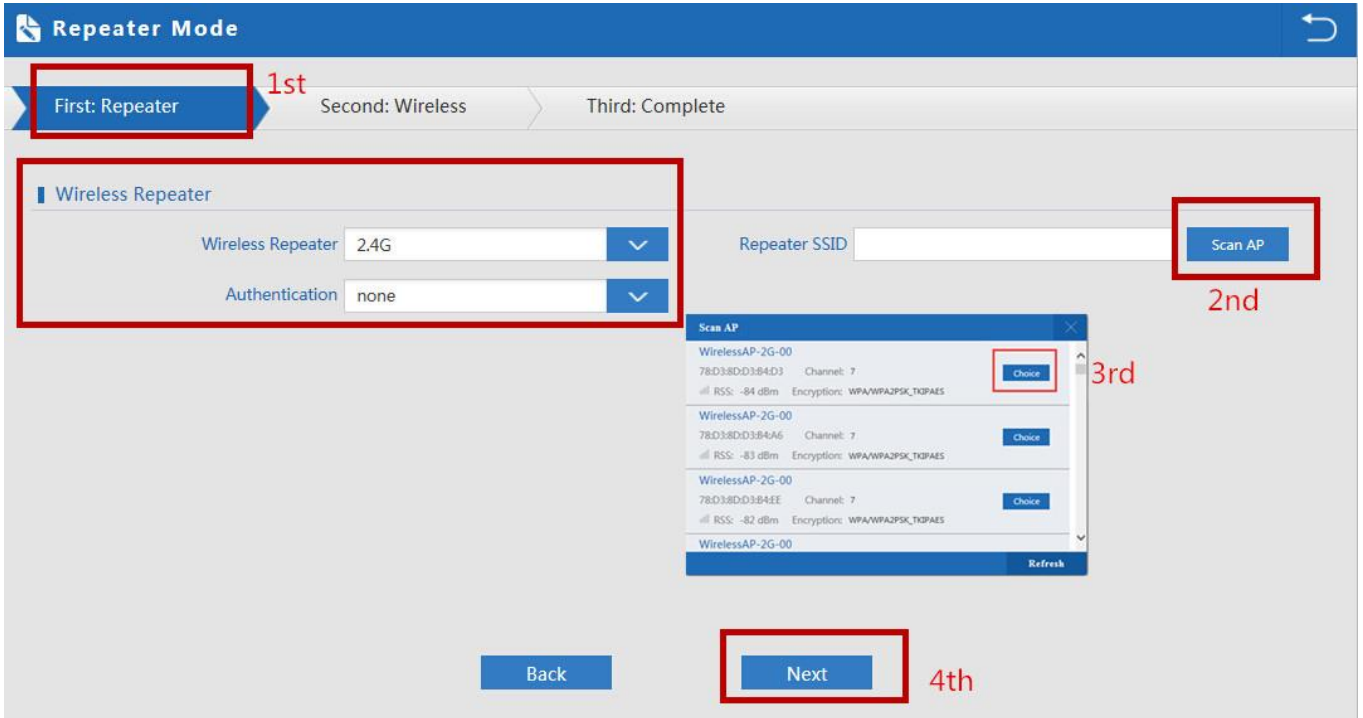 Repeater Mode
1st
First: Repeater
Second: Wireless
Third: Complete
Wireless Repeater
Wireless Repeater 2.4G
Repeater SSID
Scan AP
Authentication none
2nd
Scan AP
WirelessAP-2G-00
78:D3:8D:D3:B4:D3 Channel: 7
Choice
3rd
RSS: -84 dBm Encryption: WPA/WPA2PSK_TKIPAES
WirelessAP-2G-00
78:D3:8D:D3:B4:A6 Channel: 7
Choice
RSS: -83 dBm Encryption: WPA/WPA2PSK_TKIPAES
WirelessAP-2G-00
78:D3:8D:D3:B4:EE Channel: 7
Choice
RSS: -82 dBm Encryption: WPA/WPA2PSK_TKIPAES
WirelessAP-2G-00
Refresh
Back
Next
4th